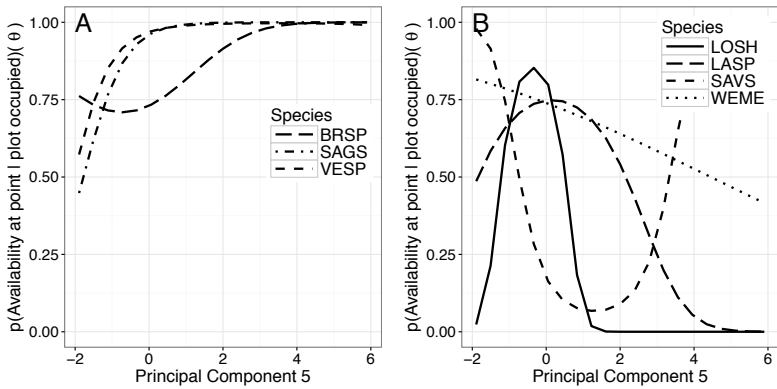 A
p(Availability at point | plot occupied)( θ )
1.00
0.75
0.50
0.25
0.00
Species
BRSP
SAGS
VESP
−2 0 2 4 6
Principal Component 5
B
p(Availability at point | plot occupied)( θ )
1.00
0.75
0.50
0.25
0.00
Species
LOSH
LASP
SAVS
WEME
−2 0 2 4 6
Principal Component 5